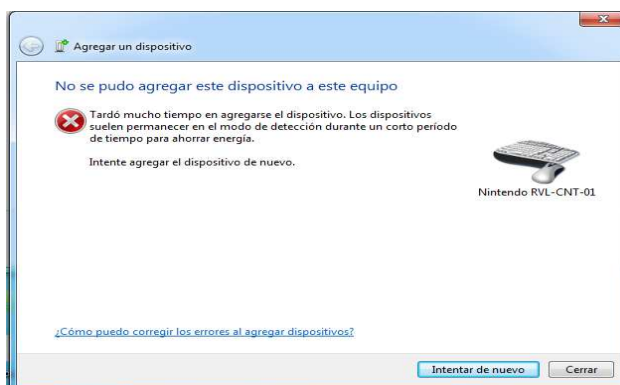 Agregar un dispositivo
No se pudo agregar este dispositivo a este equipo
Tardó mucho tiempo en agregarse el dispositivo. Los dispositivos
suelen permanecer en el modo de detección durante un corto período
de tiempo para ahorrar energía.
Intente agregar el dispositivo de nuevo.
Nintendo RVL-CNT-01
¿Cómo puedo corregir los errores al agregar dispositivos?
Intentar de nuevo
Cerrar